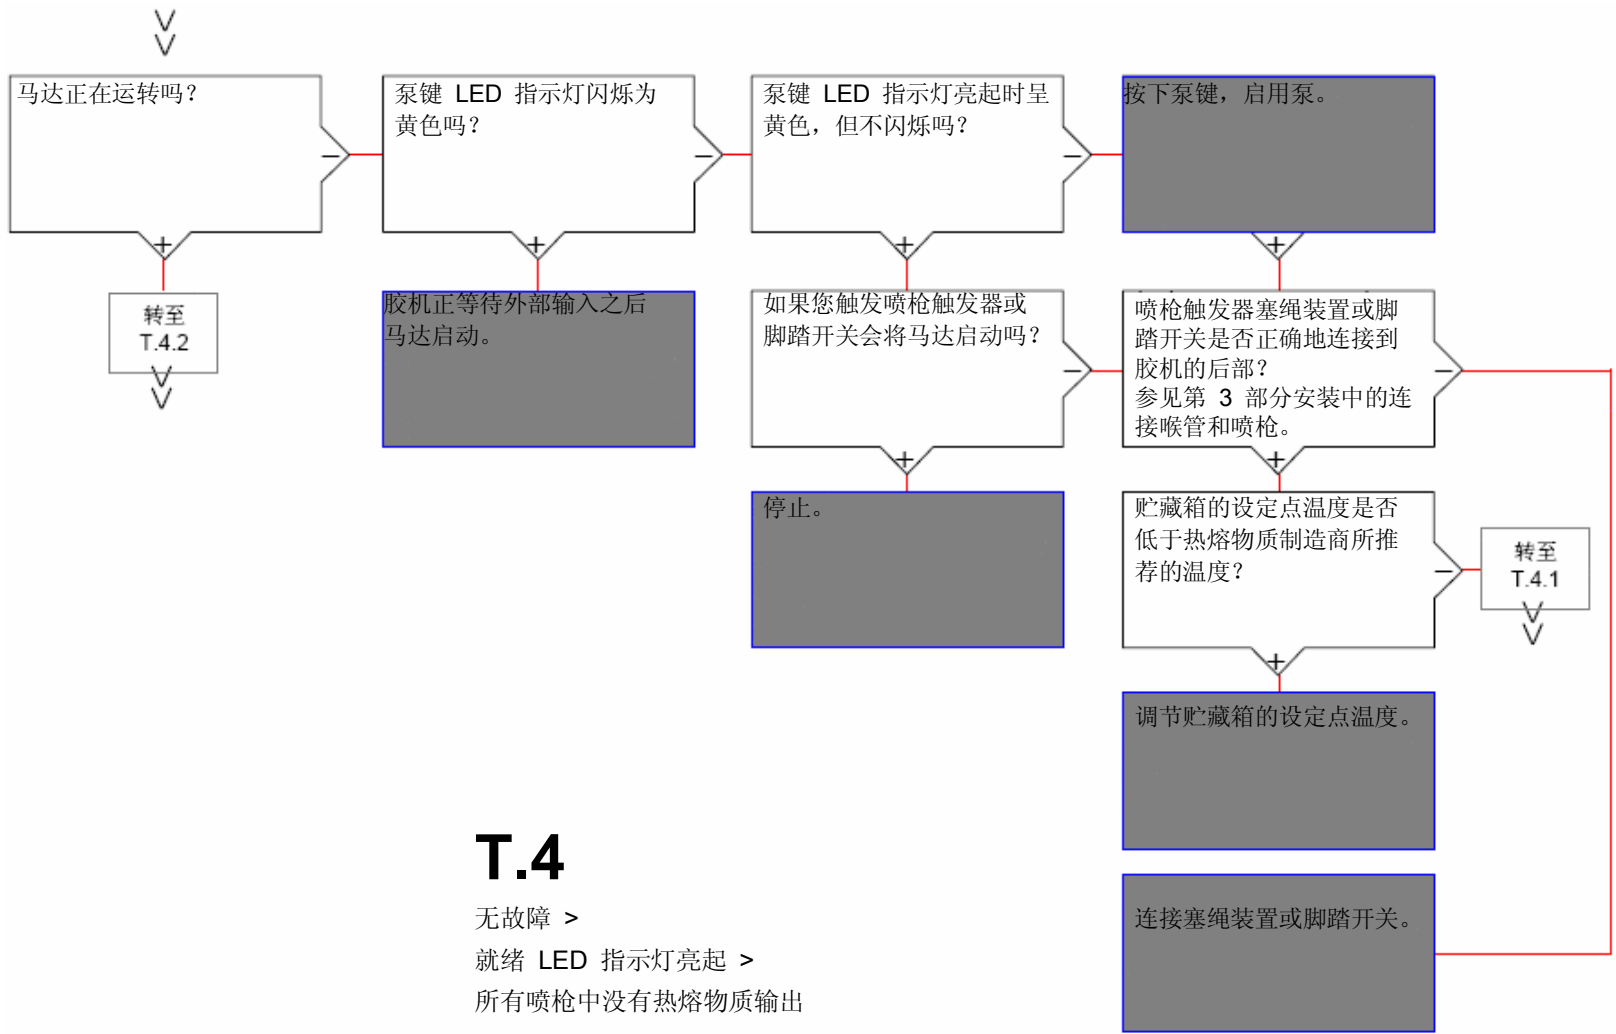 马达正在运转吗?
泵键 LED 指示灯闪烁为
黄色吗?
泵键 LED 指示灯亮起时呈
黄色，但不闪烁吗?
按下泵键，启用泵。
转至
T.4.2
胶机正等待外部输入之后
马达启动。
如果您触发喷枪触发器或
脚踏开关会将马达启动吗?
喷枪触发器塞绳装置或脚
踏开关是否正确地连接到
胶机的后部?
参见第 3 部分安装中的连
接喉管和喷枪。
停止。
贮藏箱的设定点温度是否
低于热熔物质制造商所推
荐的温度?
转至
T.4.1
调节贮藏箱的设定点温度。
连接塞绳装置或脚踏开关。
T.4
无故障 >
就绪 LED 指示灯亮起 >
所有喷枪中没有热熔物质输出